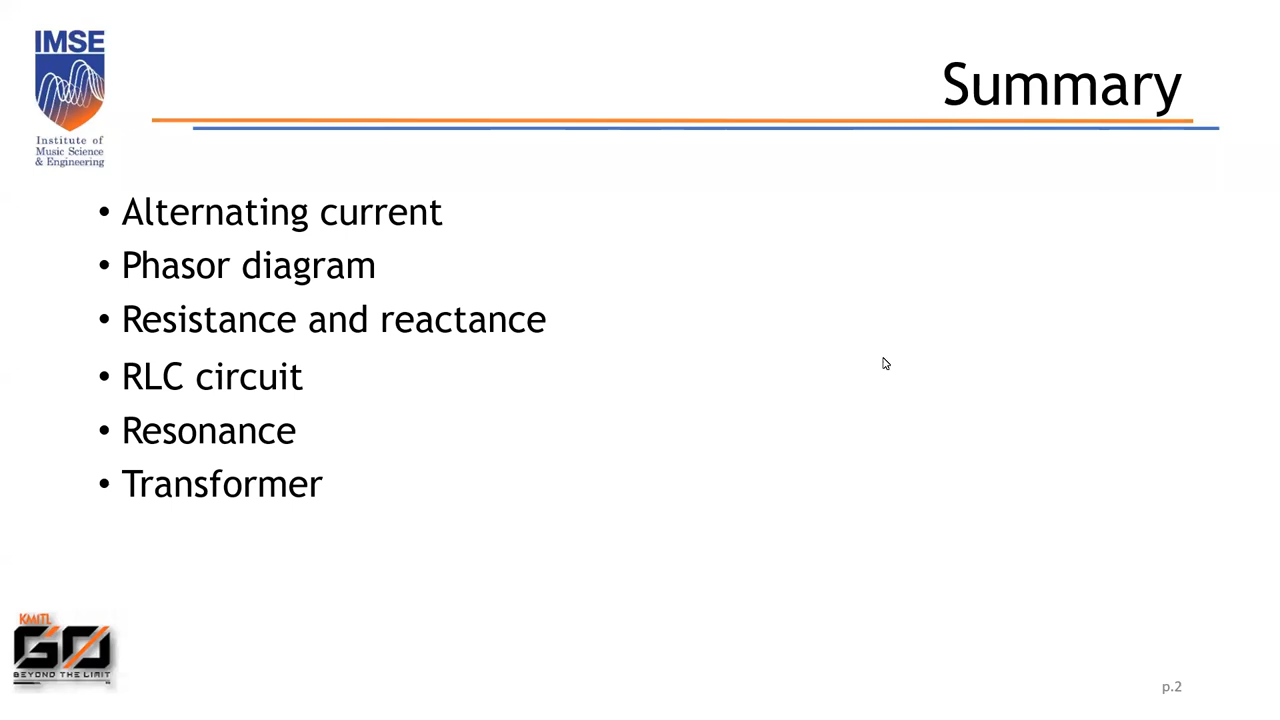 IMSE
Institute of
Music Science
& Engineering
Summary
• Alternating current
• Phasor diagram
• Resistance and reactance
• RLC circuit
• Resonance
• Transformer
KMITL
GO
BEYOND THE LIMIT
p.2